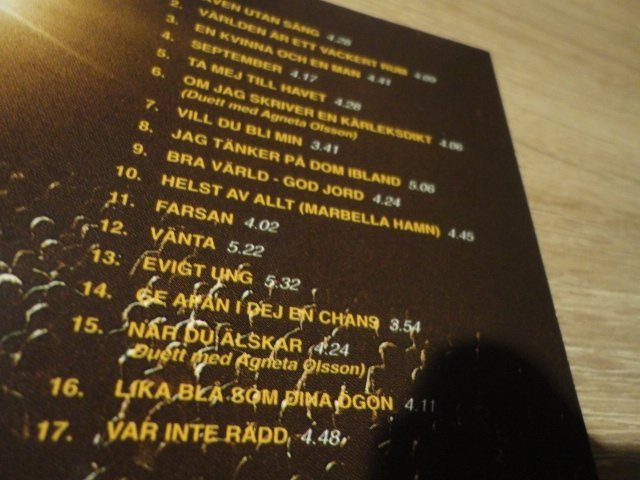 UTAN SÅNG
2. VÄRLDEN ÄR ETT VACKERT RUM
3. EN KVINNA OCH EN MAN 4.41
4. SEPTEMBER 4.17
5. TA MEJ TILL HAVET 4.28
6. OM JAG SKRIVER EN KÄRLEKSDIKT 4.06
(Duett med Agneta Olsson)
7. VILL DU BLI MIN 3.41
8. JAG TÄNKER PÅ DOM IBLAND 5.06
9. BRA VÄRLD - GOD JORD 4.24
10. HELST AV ALLT (MARBELLA HAMN) 4.45
11. FARSAN 4.02
12. VÄNTA 5.22
13. EVIGT UNG 5.32
14. GE APAN I DEJ EN CHANS 3.54
15. NÄR DU ÄLSKAR 4.24
(Duett med Agneta Olsson)
16. LIKA BLÅ SOM DINA ÖGON 4.11
17. VAR INTE RÄDD 4.48